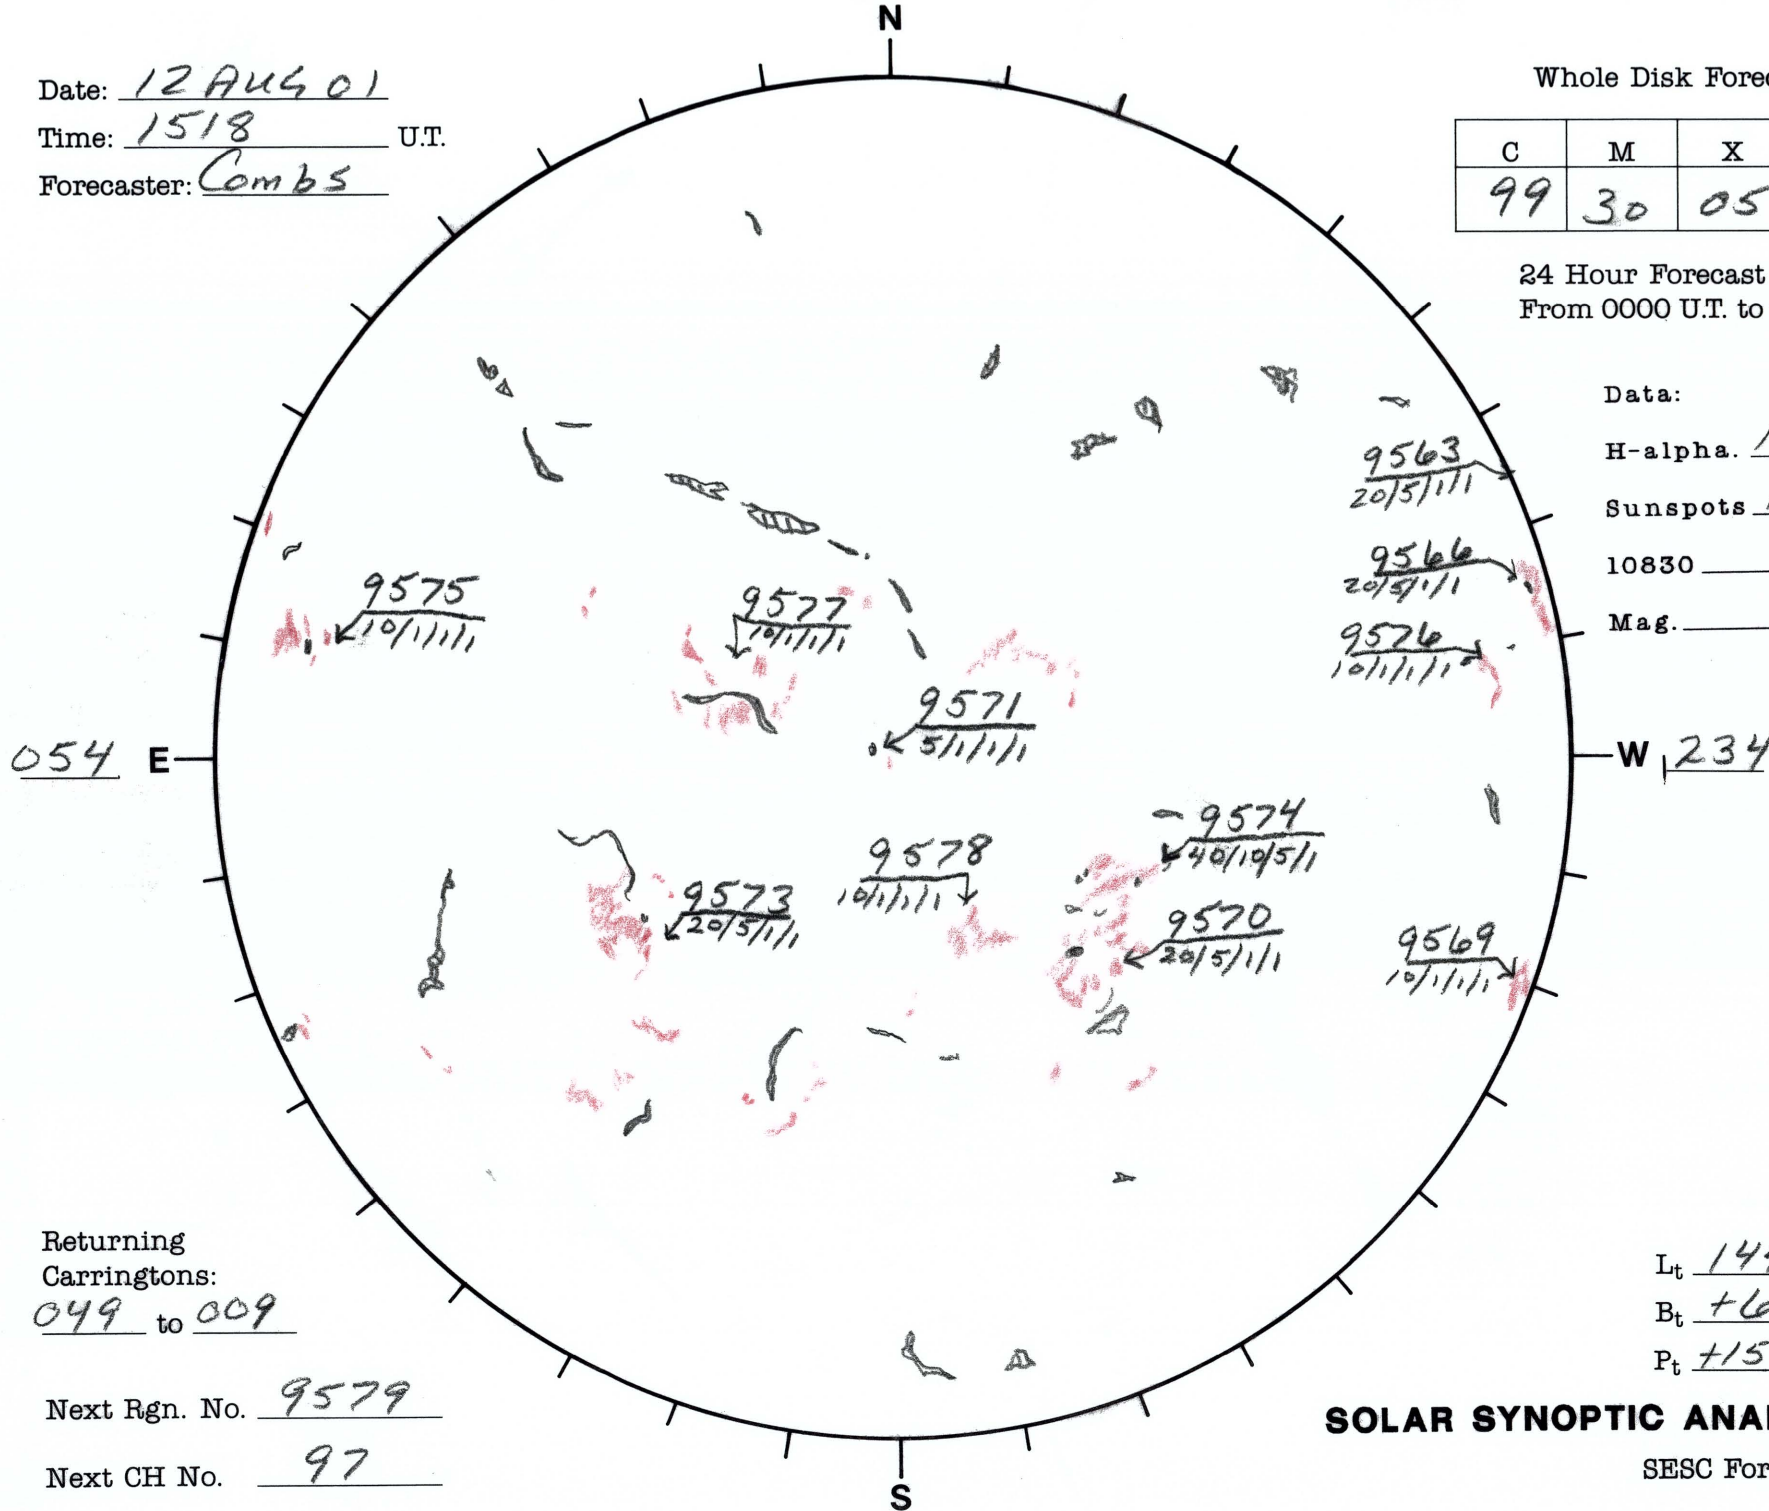 N
Date: 12 AUG 01
Time: 1518 U.T.
Forecaster: Combs
Whole Disk Forec
C M X
99 30 05
24 Hour Forecast
From 0000 U.T. to
Data:
H-alpha.
Sunspots
10830
Mag.
9563
20/5/1/1
9566
20/5/1/1
9575
10/1/1/1
9577
10/1/1/1
9576
10/1/1/1
9571
5/1/1/1
054 E
W 234
9574
40/10/5/1
9578
10/1/1/1
9573
20/5/1/1
9570
20/5/1/1
9569
10/1/1/1
Returning
Carringtons:
049 to 009
Next Rgn. No. 9579
Next CH No. 97
Lt 144
Bt +6
Pt +15
SOLAR SYNOPTIC ANA
SESC For
S